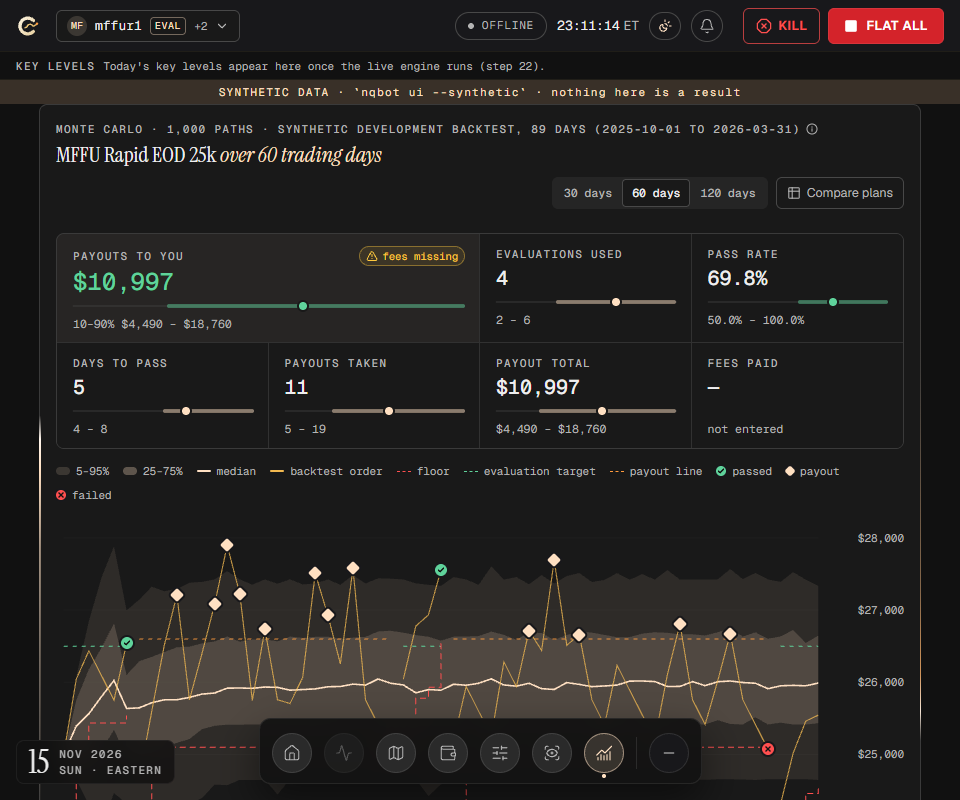 MF mffur1 EVAL +2 OFFLINE 23:11:14 ET KILL FLAT ALL
KEY LEVELS Today's key levels appear here once the live engine runs (step 22).
SYNTHETIC DATA · `nqbot ui --synthetic` · nothing here is a result
MONTE CARLO · 1,000 PATHS · SYNTHETIC DEVELOPMENT BACKTEST, 89 DAYS (2025-10-01 TO 2026-03-31)
MFFU Rapid EOD 25k over 60 trading days
30 days 60 days 120 days Compare plans
PAYOUTS TO YOU fees missing
$10,997
10-90% $4,490 – $18,760
EVALUATIONS USED
4
2 – 6
PASS RATE
69.8%
50.0% – 100.0%
DAYS TO PASS
5
4 – 8
PAYOUTS TAKEN
11
5 – 19
PAYOUT TOTAL
$10,997
$4,490 – $18,760
FEES PAID
—
not entered
5-95% 25-75% median backtest order floor evaluation target payout line passed payout
failed
$28,000
$27,000
$26,000
$25,000
15 NOV 2026
SUN · EASTERN